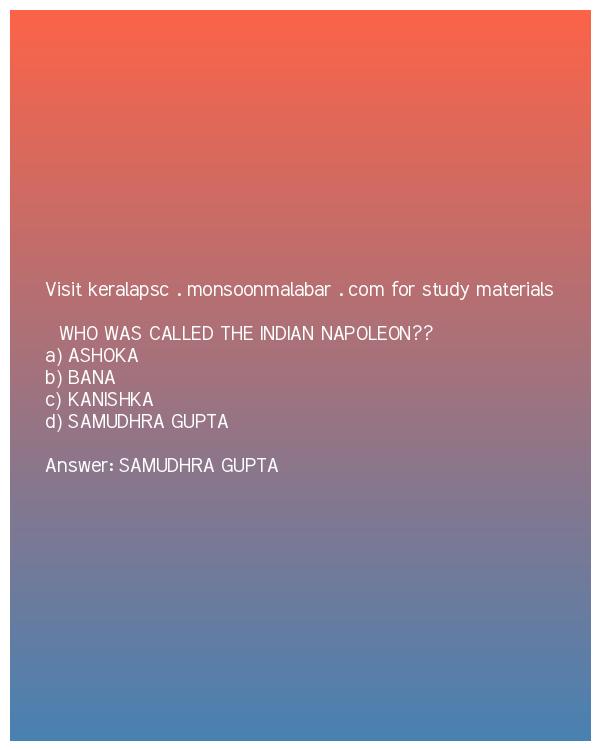 Visit keralapsc . monsoonmalabar . com for study materials
WHO WAS CALLED THE INDIAN NAPOLEON??
a) ASHOKA
b) BANA
c) KANISHKA
d) SAMUDHRA GUPTA
Answer: SAMUDHRA GUPTA